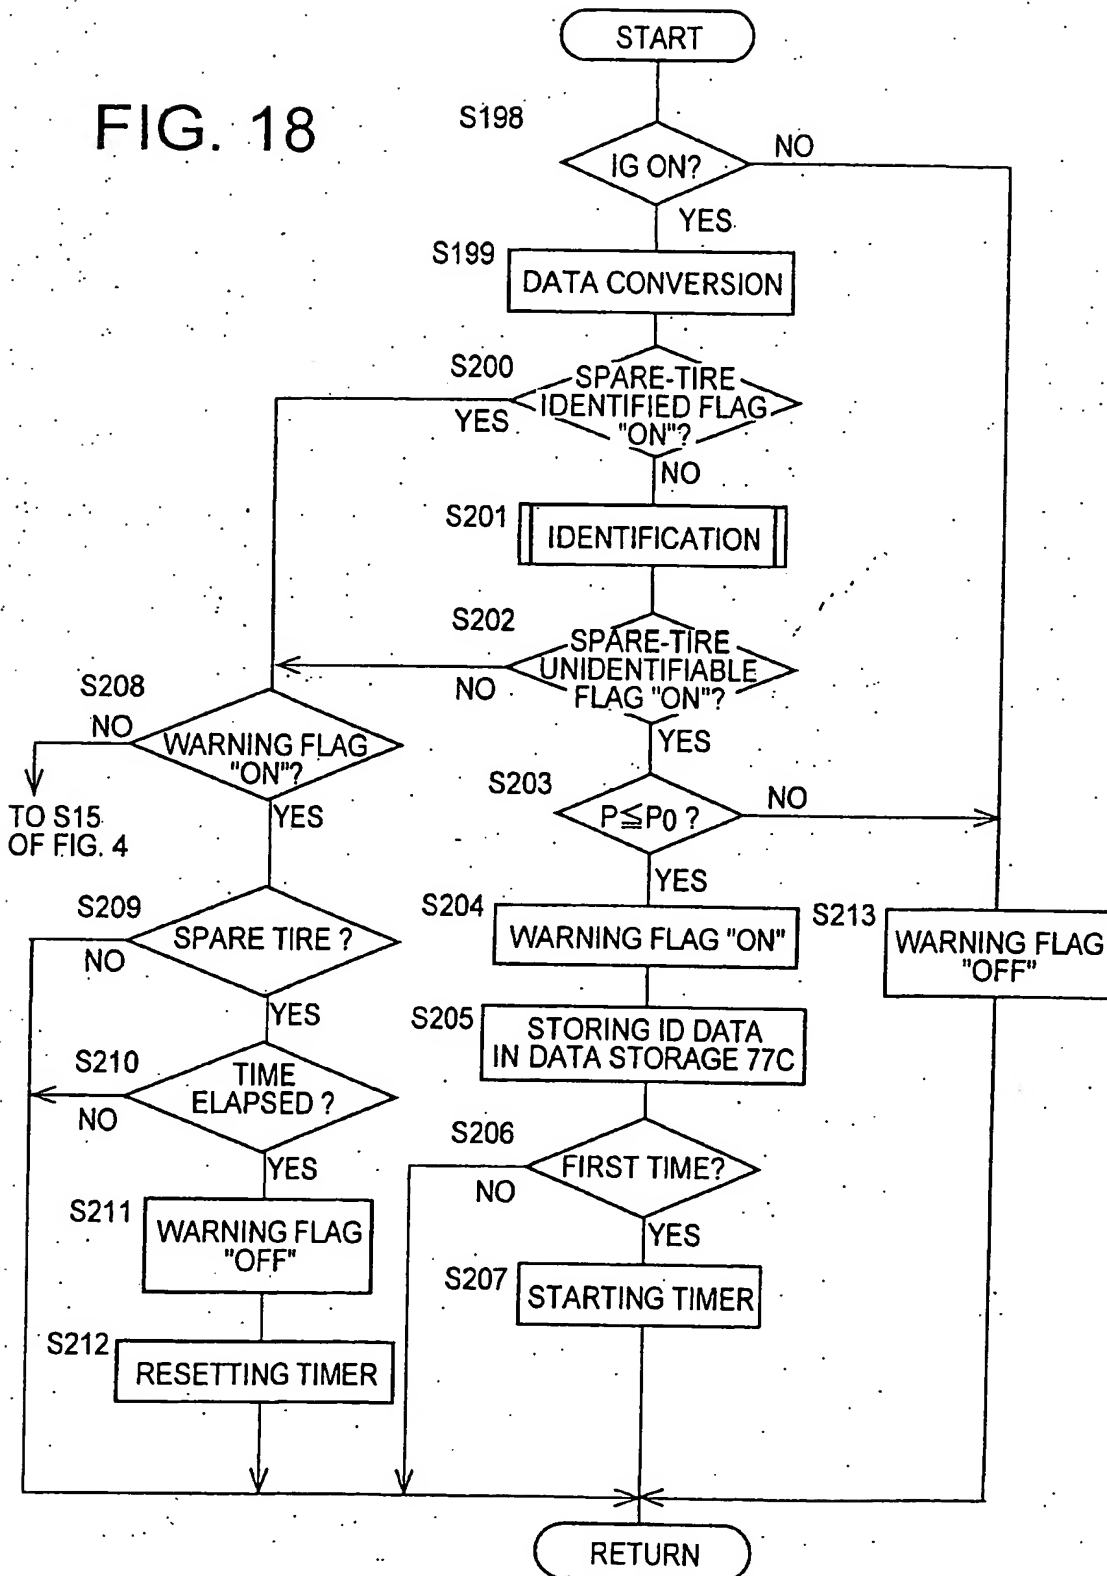 START
FIG. 18
S198
IG ON?
NO
YES
S199
DATA CONVERSION
S200
SPARE-TIRE
IDENTIFIED FLAG
"ON"?
YES
NO
S201
IDENTIFICATION
S202
SPARE-TIRE
UNIDENTIFIABLE
FLAG "ON"?
NO
YES
S208
NO
WARNING FLAG
"ON"?
YES
TO S15
OF FIG. 4
S203
P≦P0 ?
NO
YES
S204
WARNING FLAG "ON"
S213
WARNING FLAG
"OFF"
S209
SPARE TIRE ?
NO
YES
S205
STORING ID DATA
IN DATA STORAGE 77C
S210
TIME
ELAPSED ?
NO
YES
S206
FIRST TIME?
NO
YES
S211
WARNING FLAG
"OFF"
S207
STARTING TIMER
S212
RESETTING TIMER
RETURN